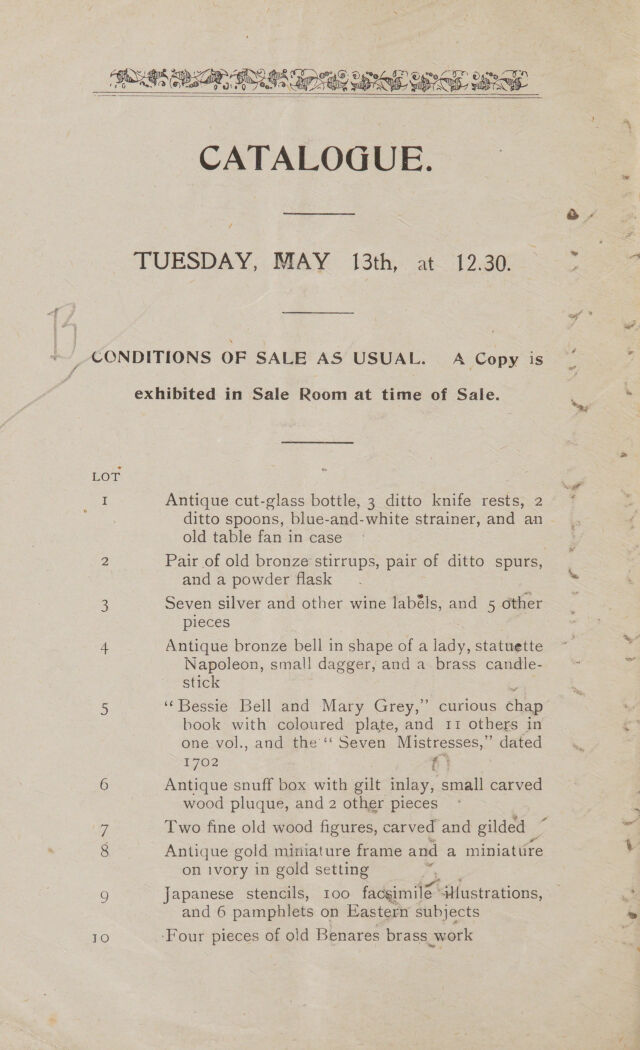 CATALOGUE.
TUESDAY, MAY 13th, at 12.30.
B
CONDITIONS OF SALE AS USUAL. A Copy is
exhibited in Sale Room at time of Sale.
LOT
1 Antique cut-glass bottle, 3 ditto knife rests, 2
ditto spoons, blue-and-white strainer, and an
old table fan in case
2 Pair of old bronze stirrups, pair of ditto spurs,
and a powder flask
3 Seven silver and other wine labels, and 5 other
pieces
4 Antique bronze bell in shape of a lady, statuette
Napoleon, small dagger, and a brass candle-
stick
5 “Bessie Bell and Mary Grey,” curious chap
book with coloured plate, and 11 others in
one vol., and the “Seven Mistresses,” dated
1702
6 Antique snuff box with gilt inlay, small carved
wood pluque, and 2 other pieces
7 Two fine old wood figures, carved and gilded
8 Antique gold miniature frame and a miniature
on ivory in gold setting
9 Japanese stencils, 100 facsimile illustrations,
and 6 pamphlets on Eastern subjects
10 Four pieces of old Benares brass work